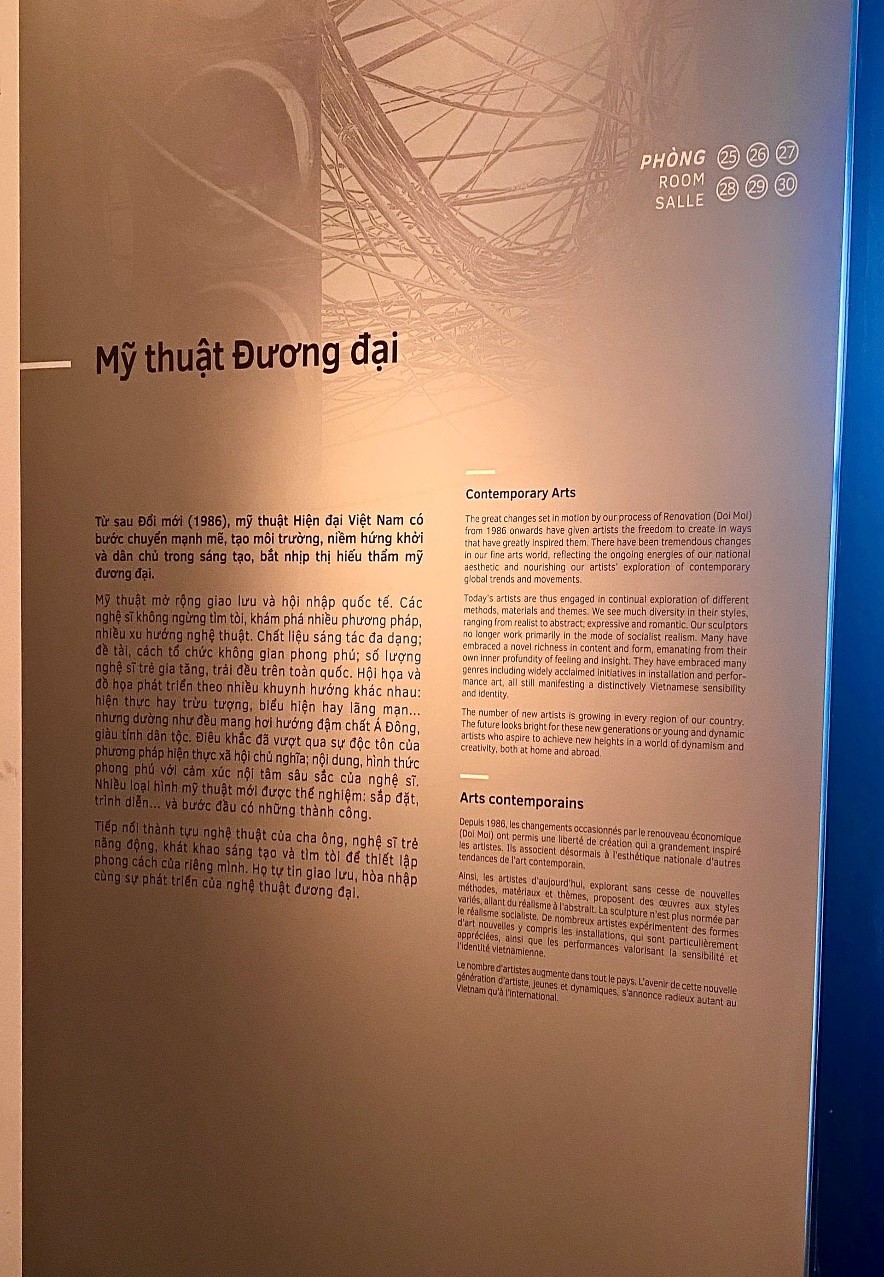 PHÒNG 25 26 27
ROOM 28 29 30
SALLE
Mỹ thuật Đương đại
Từ sau Đổi mới (1986), mỹ thuật Hiện đại Việt Nam có
bước chuyển mạnh mẽ, tạo môi trường, niềm hứng khởi
và dân chủ trong sáng tạo, bắt nhịp thị hiếu thẩm mỹ
đương đại.
Mỹ thuật mở rộng giao lưu và hội nhập quốc tế. Các
nghệ sĩ không ngừng tìm tòi, khám phá nhiều phương pháp,
nhiều xu hướng nghệ thuật. Chất liệu sáng tác đa dạng;
đề tài, cách tổ chức không gian phong phú; số lượng
nghệ sĩ trẻ gia tăng, trải đều trên toàn quốc. Hội họa và
đồ họa phát triển theo nhiều khuynh hướng khác nhau:
hiện thực hay trừu tượng, biểu hiện hay lãng mạn...
nhưng dường như đều mang hơi hướng đậm chất Á Đông,
giàu tính dân tộc. Điêu khắc đã vượt qua sự độc tôn của
phương pháp hiện thực xã hội chủ nghĩa; nội dung, hình thức
phong phú với cảm xúc nội tâm sâu sắc của nghệ sĩ.
Nhiều loại hình mỹ thuật mới được thể nghiệm: sắp đặt,
trình diễn... và bước đầu có những thành công.
Tiếp nối thành tựu nghệ thuật của cha ông, nghệ sĩ trẻ
năng động, khát khao sáng tạo và tìm tòi để thiết lập
phong cách của riêng mình. Họ tự tin giao lưu, hòa nhập
cùng sự phát triển của nghệ thuật đương đại.
Contemporary Arts
The great changes set in motion by our process of Renovation (Doi Moi)
from 1986 onwards have given artists the freedom to create in ways
that have greatly inspired them. There have been tremendous changes
in our fine arts world, reflecting the ongoing energies of our national
aesthetic and nourishing our artists' exploration of contemporary
global trends and movements.
Today's artists are thus engaged in continual exploration of different
methods, materials and themes. We see much diversity in their styles,
ranging from realist to abstract; expressive and romantic. Our sculptors
no longer work primarily in the mode of socialist realism. Many have
embraced a novel richness in content and form, emanating from their
own inner profundity of feeling and insight. They have embraced many
genres including widely acclaimed initiatives in installation and perfor-
mance art, all still manifesting a distinctively Vietnamese sensibility
and identity.
The number of new artists is growing in every region of our country.
The future looks bright for these new generations or young and dynamic
artists who aspire to achieve new heights in a world of dynamism and
creativity, both at home and abroad.
Arts contemporains
Depuis 1986, les changements occasionnés par le renouveau économique
(Doi Moi) ont permis une liberté de création qui a grandement inspiré
les artistes. Ils associent désormais à l'esthétique nationale d'autres
tendances de l'art contemporain.
Ainsi, les artistes d'aujourd'hui, explorant sans cesse de nouvelles
méthodes, matériaux et thèmes, proposent des œuvres aux styles
variés, allant du réalisme à l'abstrait. La sculpture n'est plus normée par
le réalisme socialiste. De nombreux artistes expérimentent des formes
d'art nouvelles y compris les installations, qui sont particulièrement
appréciées, ainsi que les performances valorisant la sensibilité et
l'identité vietnamienne.
Le nombre d'artistes augmente dans tout le pays. L'avenir de cette nouvelle
génération d'artiste, jeunes et dynamiques, s'annonce radieux autant au
Vietnam qu'à l'international.